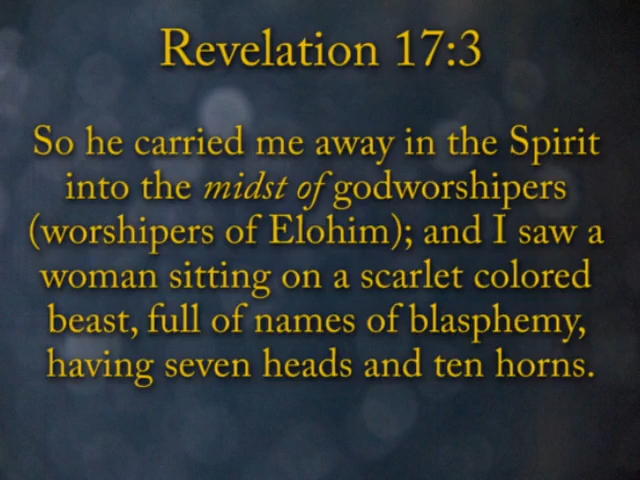 Revelation 17:3
So he carried me away in the Spirit
into the midst of godworshipers
(worshipers of Elohim); and I saw a
woman sitting on a scarlet colored
beast, full of names of blasphemy,
having seven heads and ten horns.